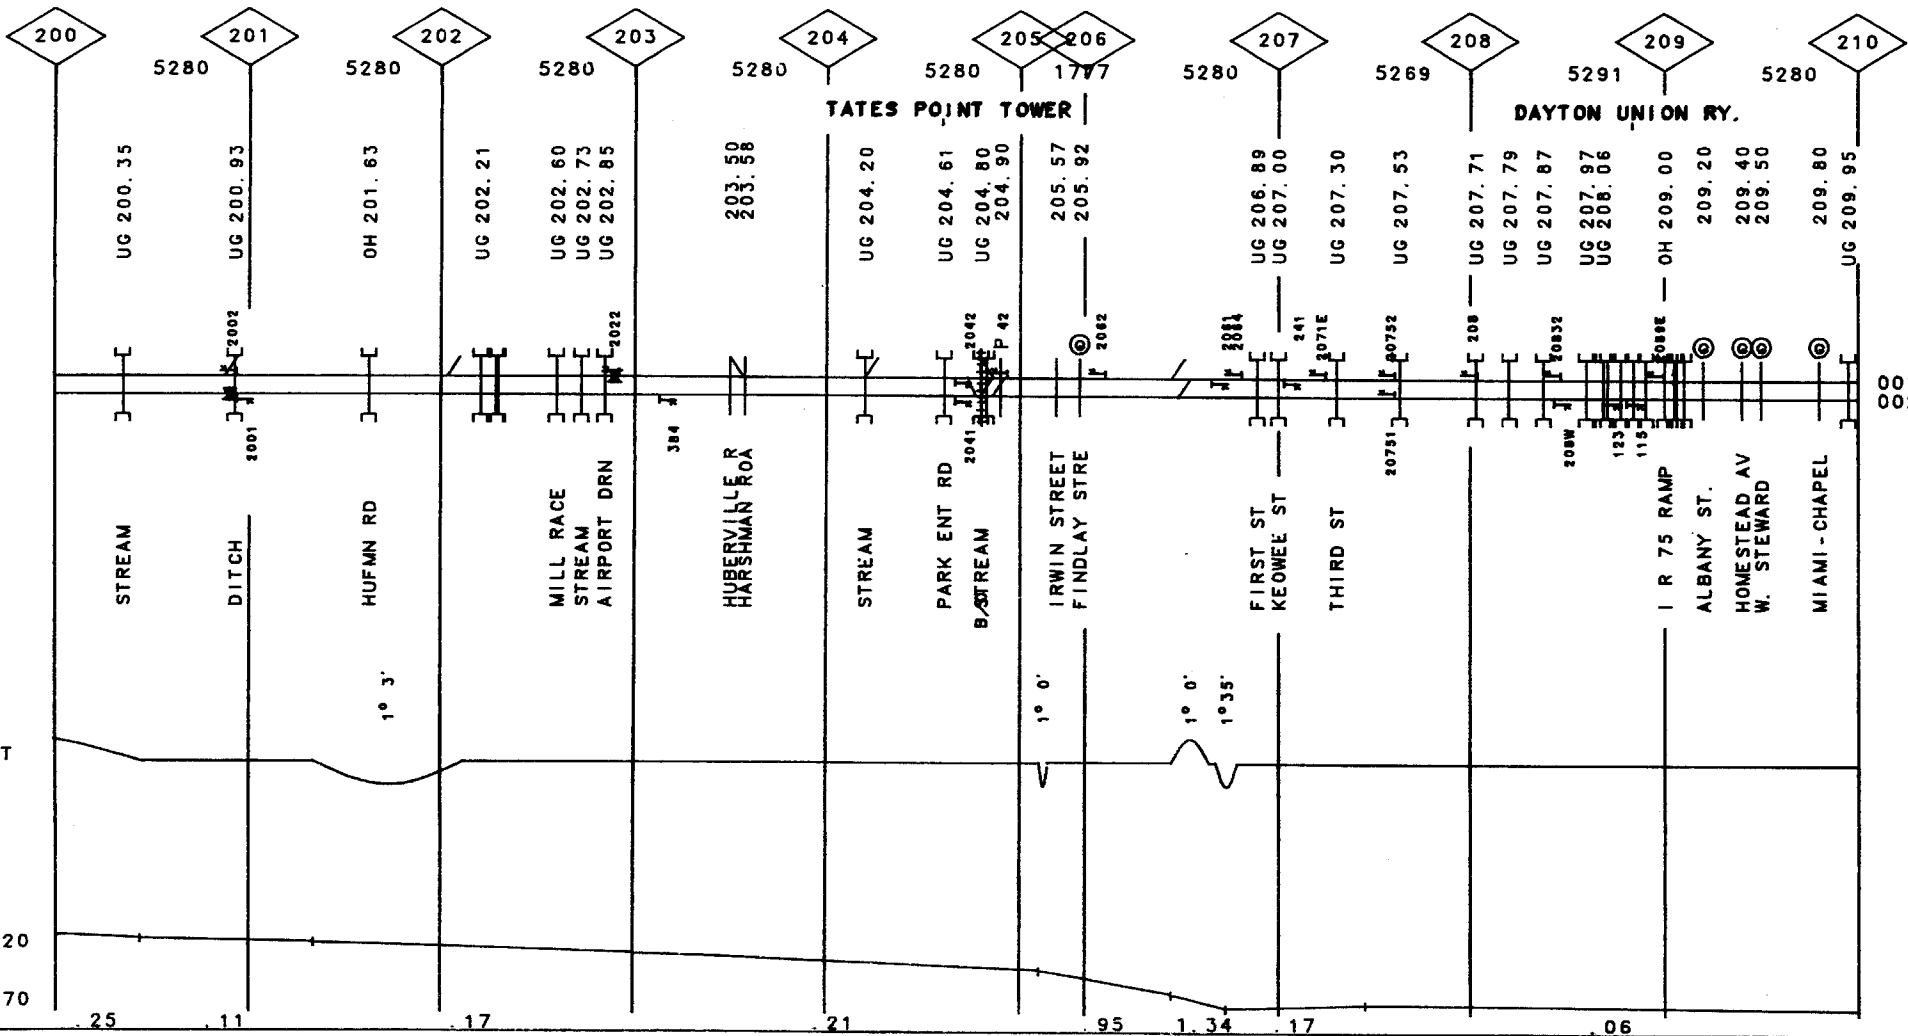 200 201 202 203 204 205 206 207 208 209 210
5280 5280 5280 5280 5280 1777 5280 5269 5291 5280
TATES POINT TOWER
DAYTON UNION RY.
UG 200.35
UG 200.93
OH 201.63
UG 202.21
UG 202.60
UG 202.73
UG 202.85
203.50
203.58
UG 204.20
UG 204.61
UG 204.80
204.90
205.57
205.92
UG 206.89
UG 207.00
UG 207.30
UG 207.53
UG 207.71
UG 207.79
UG 207.87
UG 207.97
UG 208.06
OH 209.00
209.20
209.40
209.50
209.80
UG 209.95
2002
2022
2042
P 42
2062
2064
241
2071E
20752
208
20832
2001
384
2041
20751
208W
123
115
00
STREAM
DITCH
HUFMN RD
MILL RACE
STREAM
AIRPORT DRN
HUBERVILLE R
HARSHMAN ROA
STREAM
PARK ENT RD
B/STREAM
IRWIN STREET
FINDLAY STRE
FIRST ST
KEOWEE ST
THIRD ST
I R 75 RAMP
ALBANY ST.
HOMESTEAD AV
W. STEWARD
MIAMI-CHAPEL
1° 3'
1° 0'
1° 0'
1°35'
T
20
70
.25 .11 .17 .21 .95 1.34 .17 .06